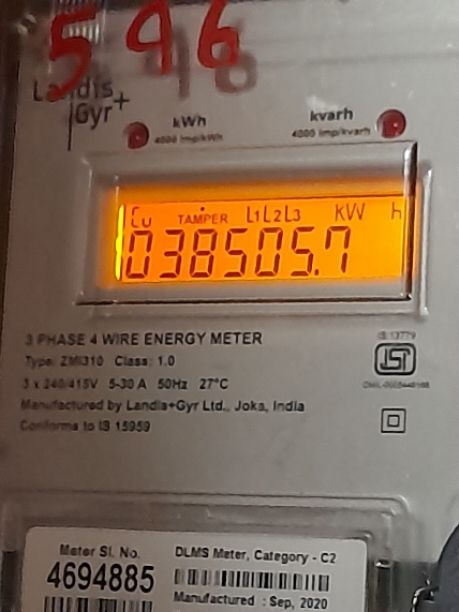 596
Landis
Gyr+
kWh
4000 imp/kWh
kvarh
4000 imp/kvarh
Cu TAMPER L1L2L3 kW h
038505.7
3 PHASE 4 WIRE ENERGY METER
Type: ZMI310 Class: 1.0
3 x 240/415V 5-30 A 50Hz 27°C
Manufactured by Landis+Gyr Ltd., Joka, India
Conforms to IS 15959
IS 13779
Meter Sl. No.
4694885
DLMS Meter, Category - C2
Manufactured : Sep, 2020